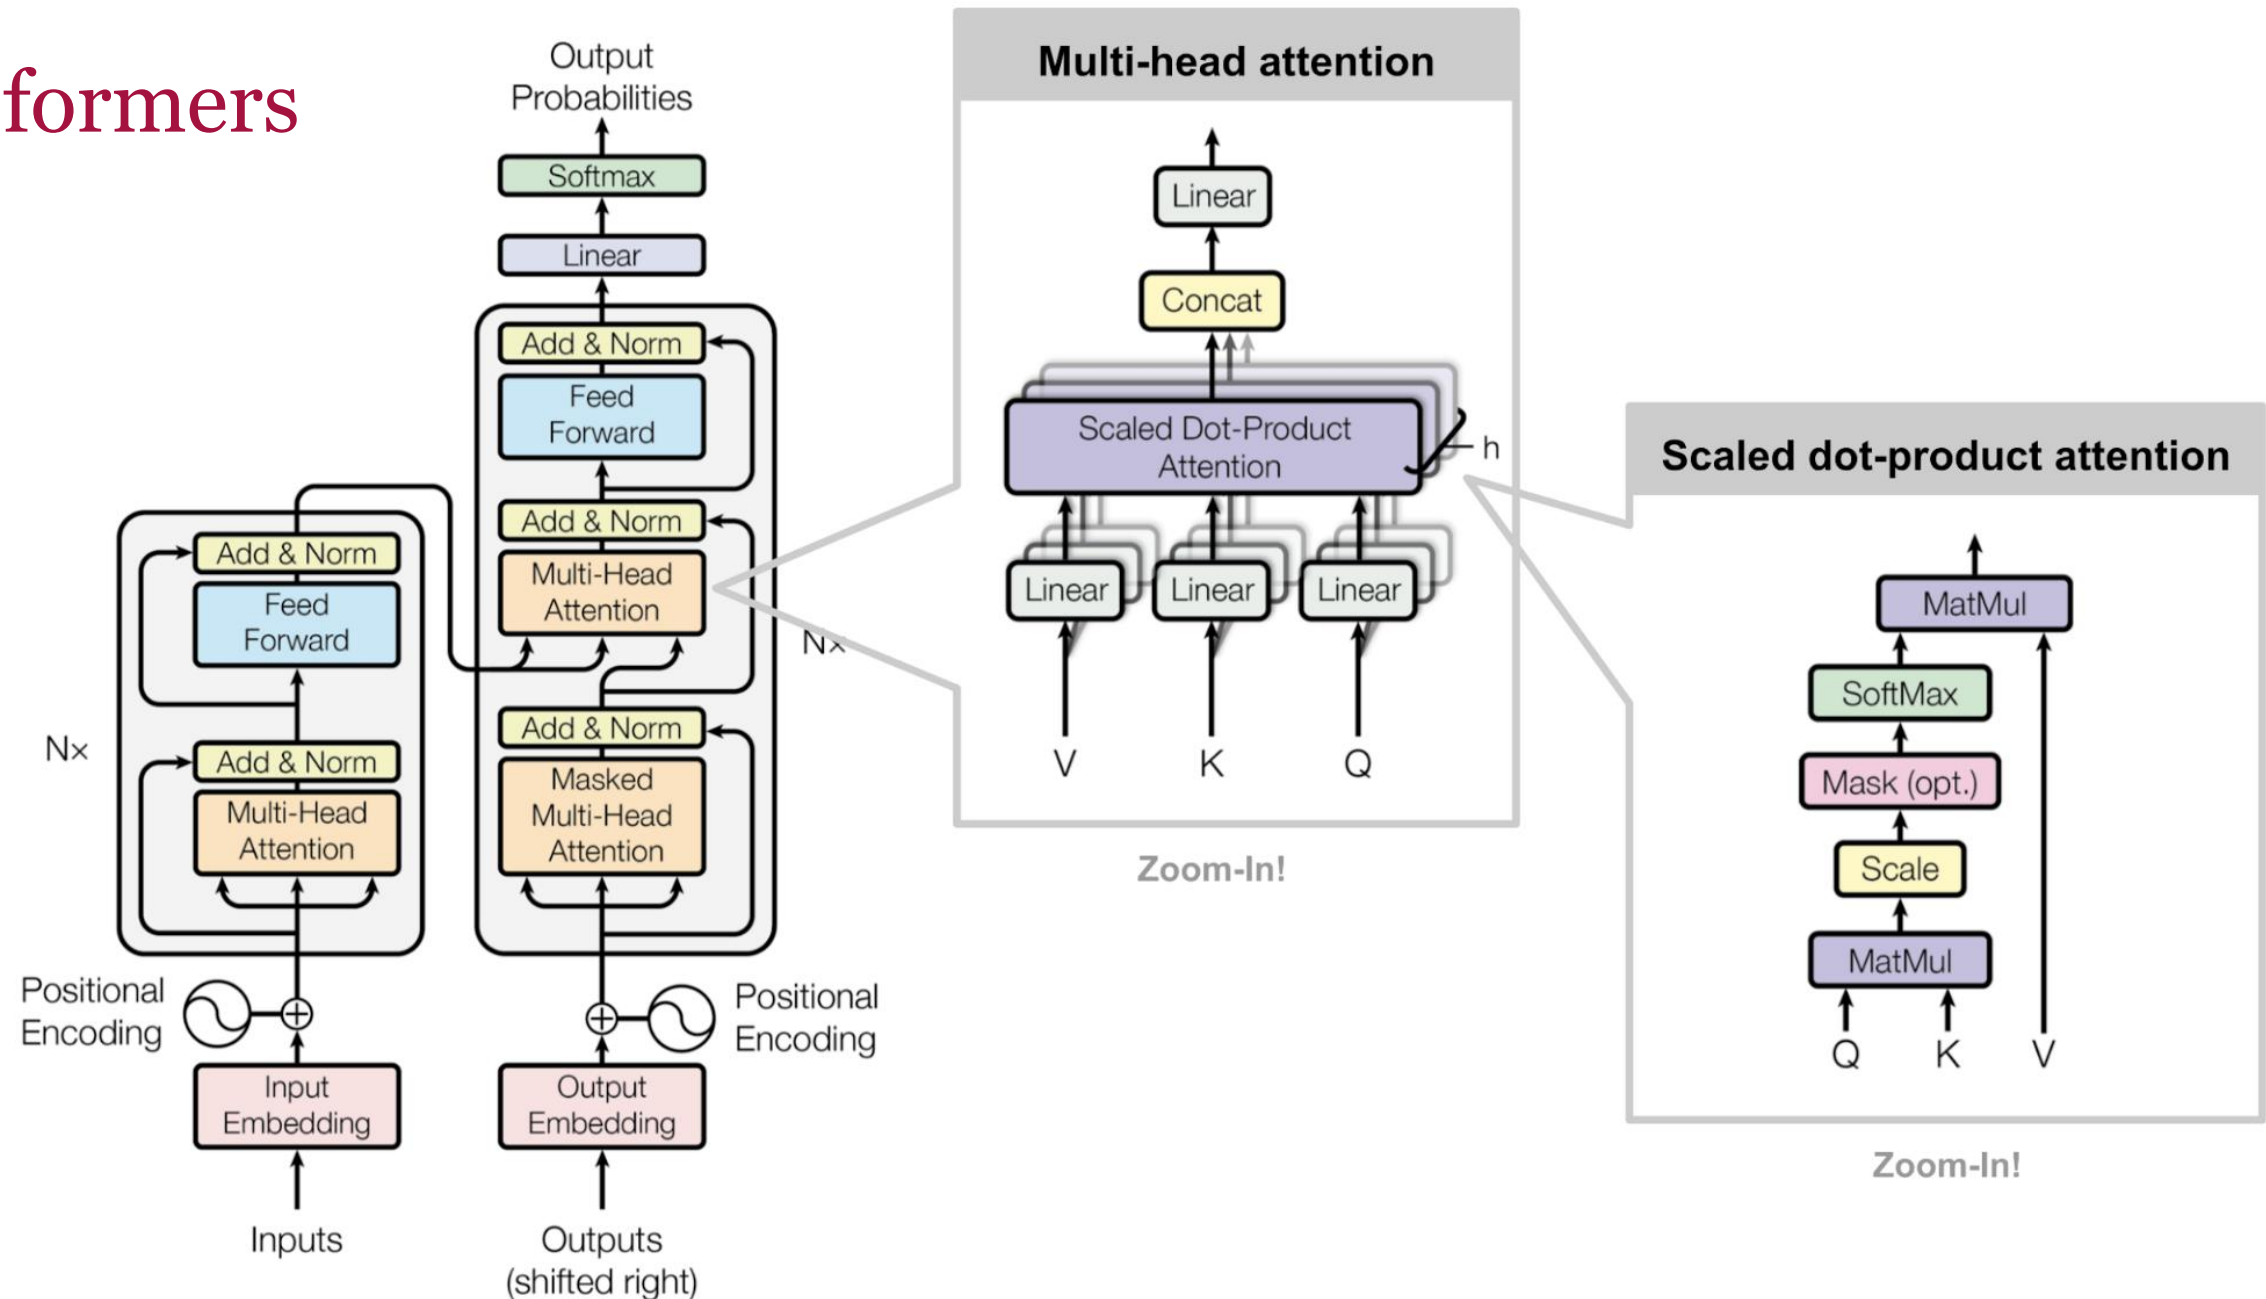 formers
Output
Probabilities
Softmax
Linear
Add & Norm
Feed
Forward
Add & Norm
Multi-Head
Attention
Nx
Add & Norm
Masked
Multi-Head
Attention
Positional
Encoding
Output
Embedding
Outputs
(shifted right)
Add & Norm
Feed
Forward
Nx
Add & Norm
Multi-Head
Attention
Positional
Encoding
Input
Embedding
Inputs
Multi-head attention
Linear
Concat
Scaled Dot-Product
Attention
h
Linear Linear Linear
V K Q
Zoom-In!
Scaled dot-product attention
MatMul
SoftMax
Mask (opt.)
Scale
MatMul
Q K V
Zoom-In!